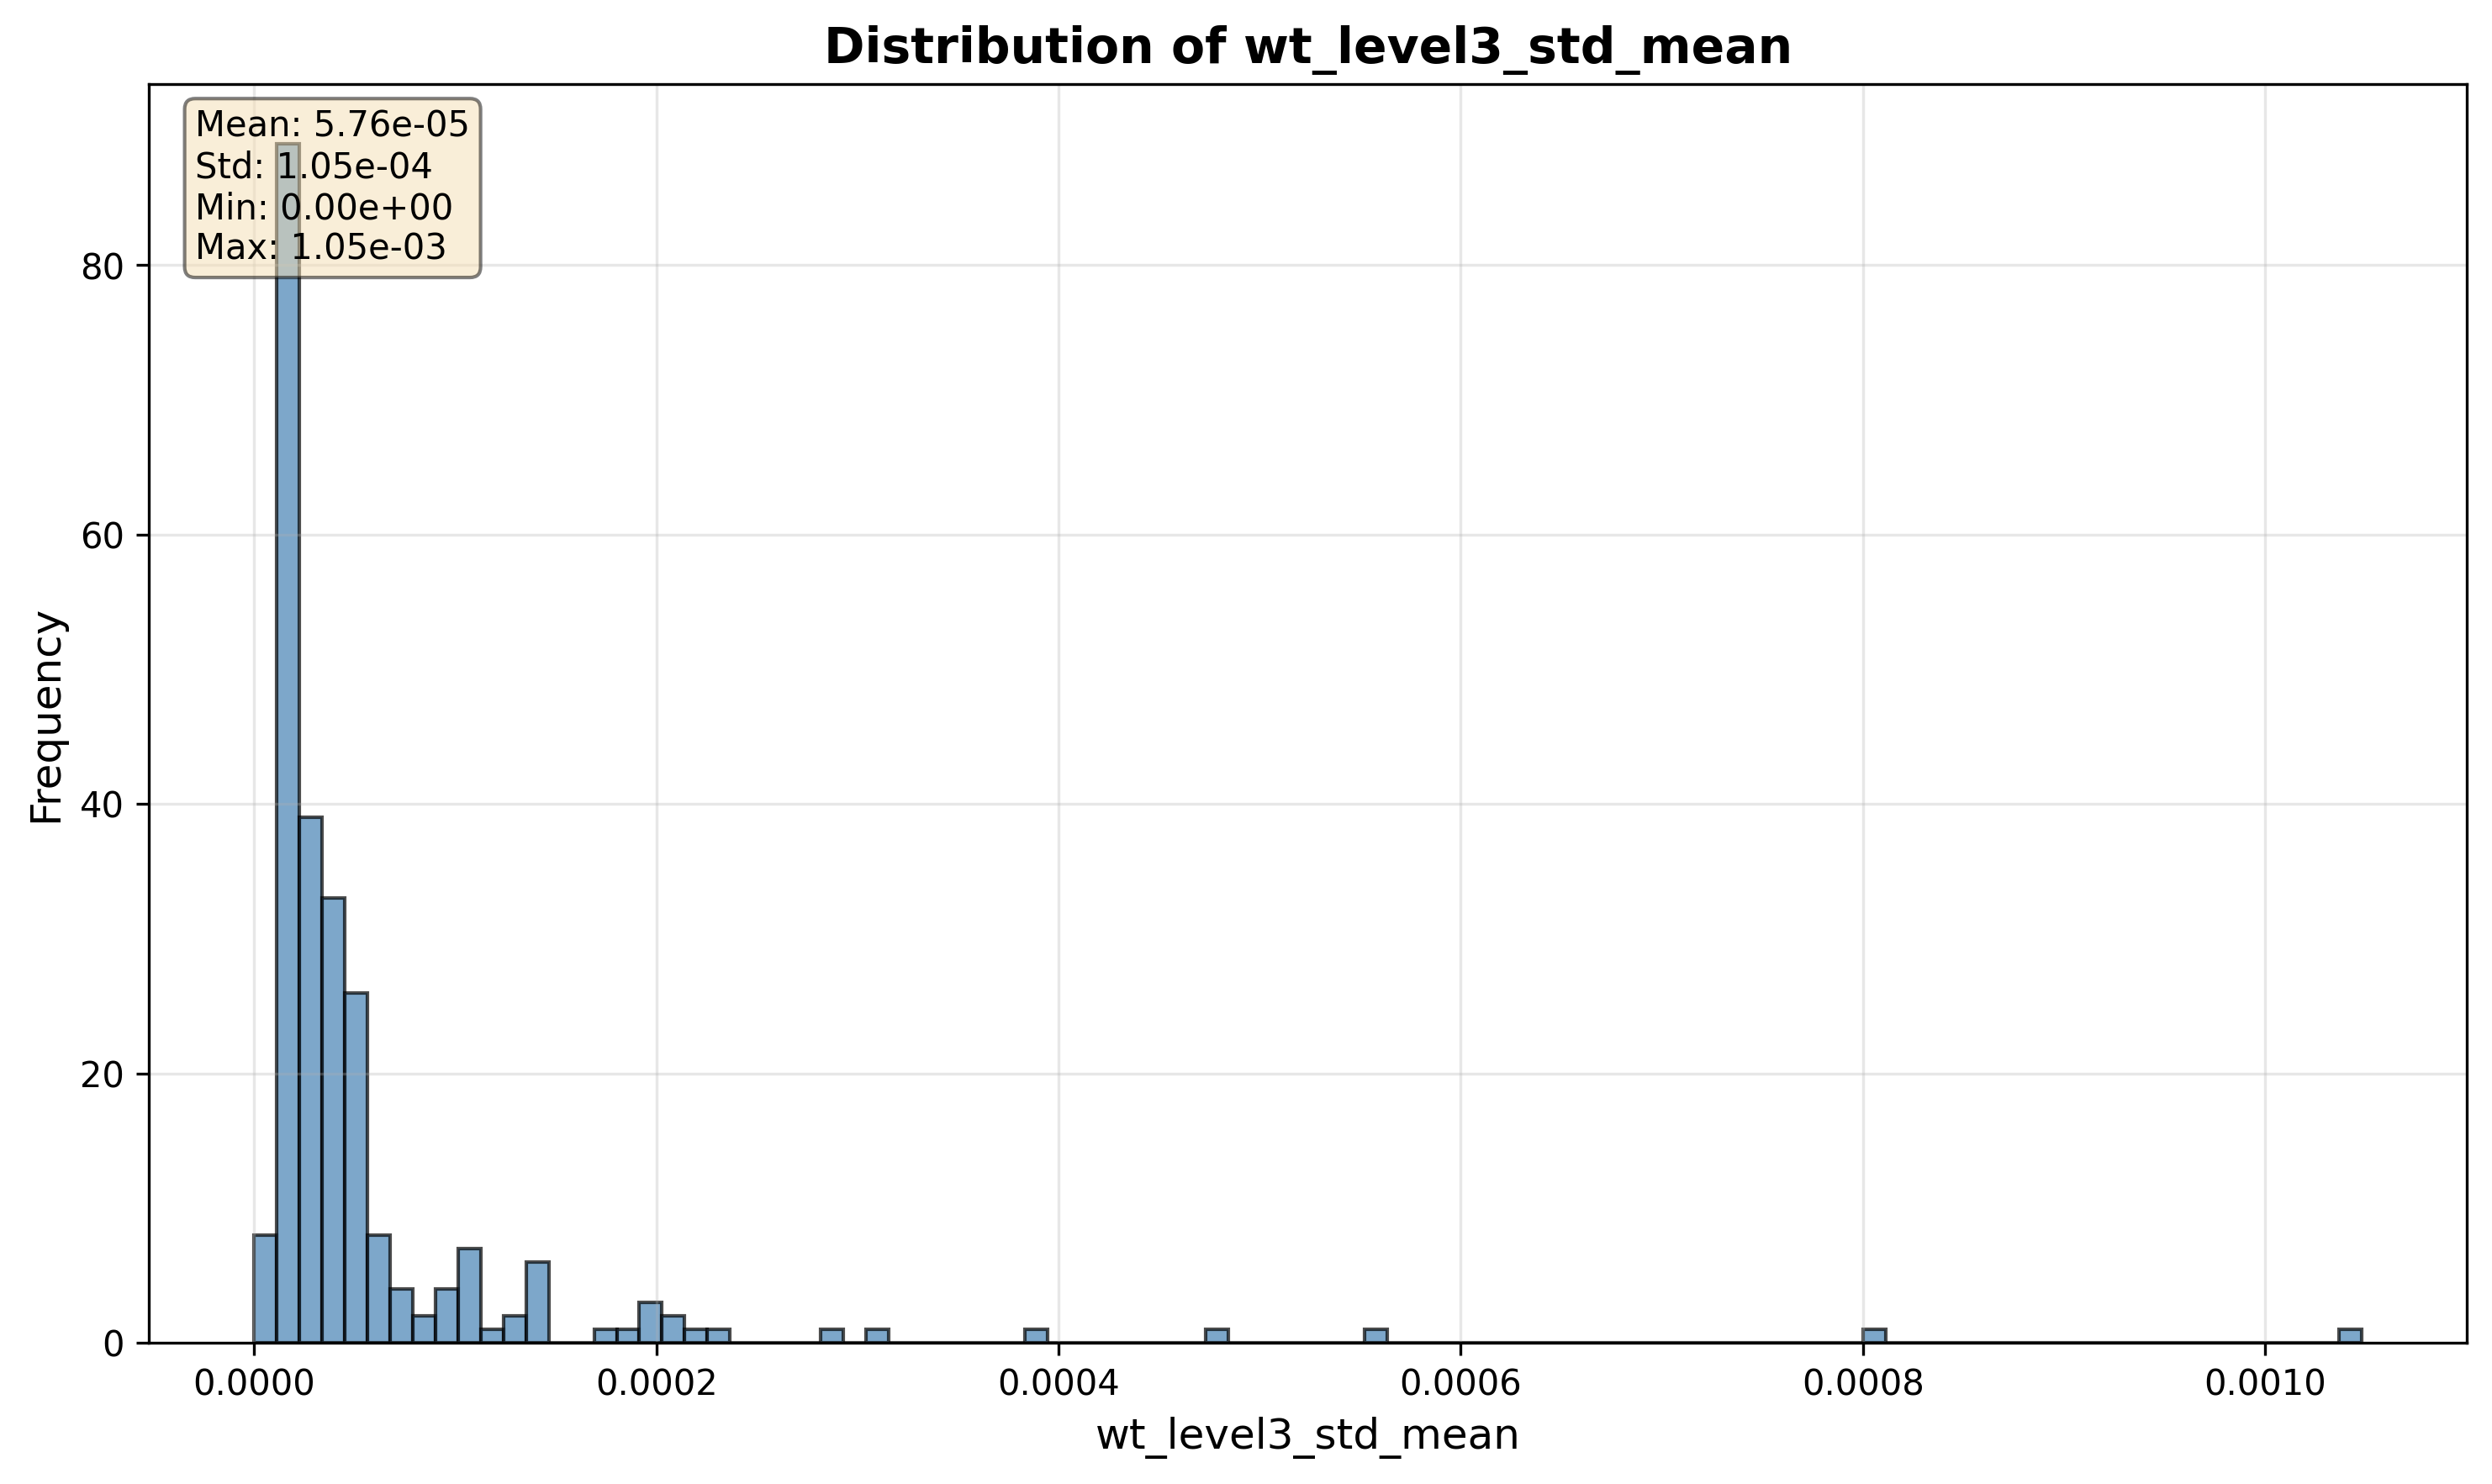 Distribution of wt_level3_std_mean
Mean: 5.76e-05
Std: 1.05e-04
Min: 0.00e+00
Max: 1.05e-03
Frequency
80
60
40
20
0
0.0000 0.0002 0.0004 0.0006 0.0008 0.0010
wt_level3_std_mean